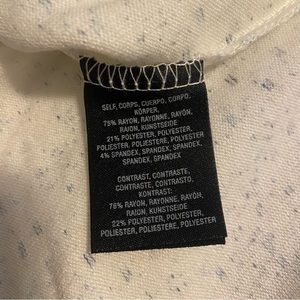 SELF, CORPS, CUERPO, CORPO,
KÖRPER:
75% RAYON, RAYONNE, RAYÓN,
RAION, KUNSTSEIDE
21% POLYESTER, POLYESTER,
POLIESTER, POLIESTERE, POLYESTER
4% SPANDEX, SPANDEX, SPANDEX,
SPANDEX, SPANDEX
CONTRAST, CONTRASTE,
CONTRASTE, CONTRASTO,
KONTRAST:
78% RAYON, RAYONNE, RAYÓN,
RAION, KUNSTSEIDE
22% POLYESTER, POLYESTER,
POLIESTER, POLIESTERE, POLYESTER